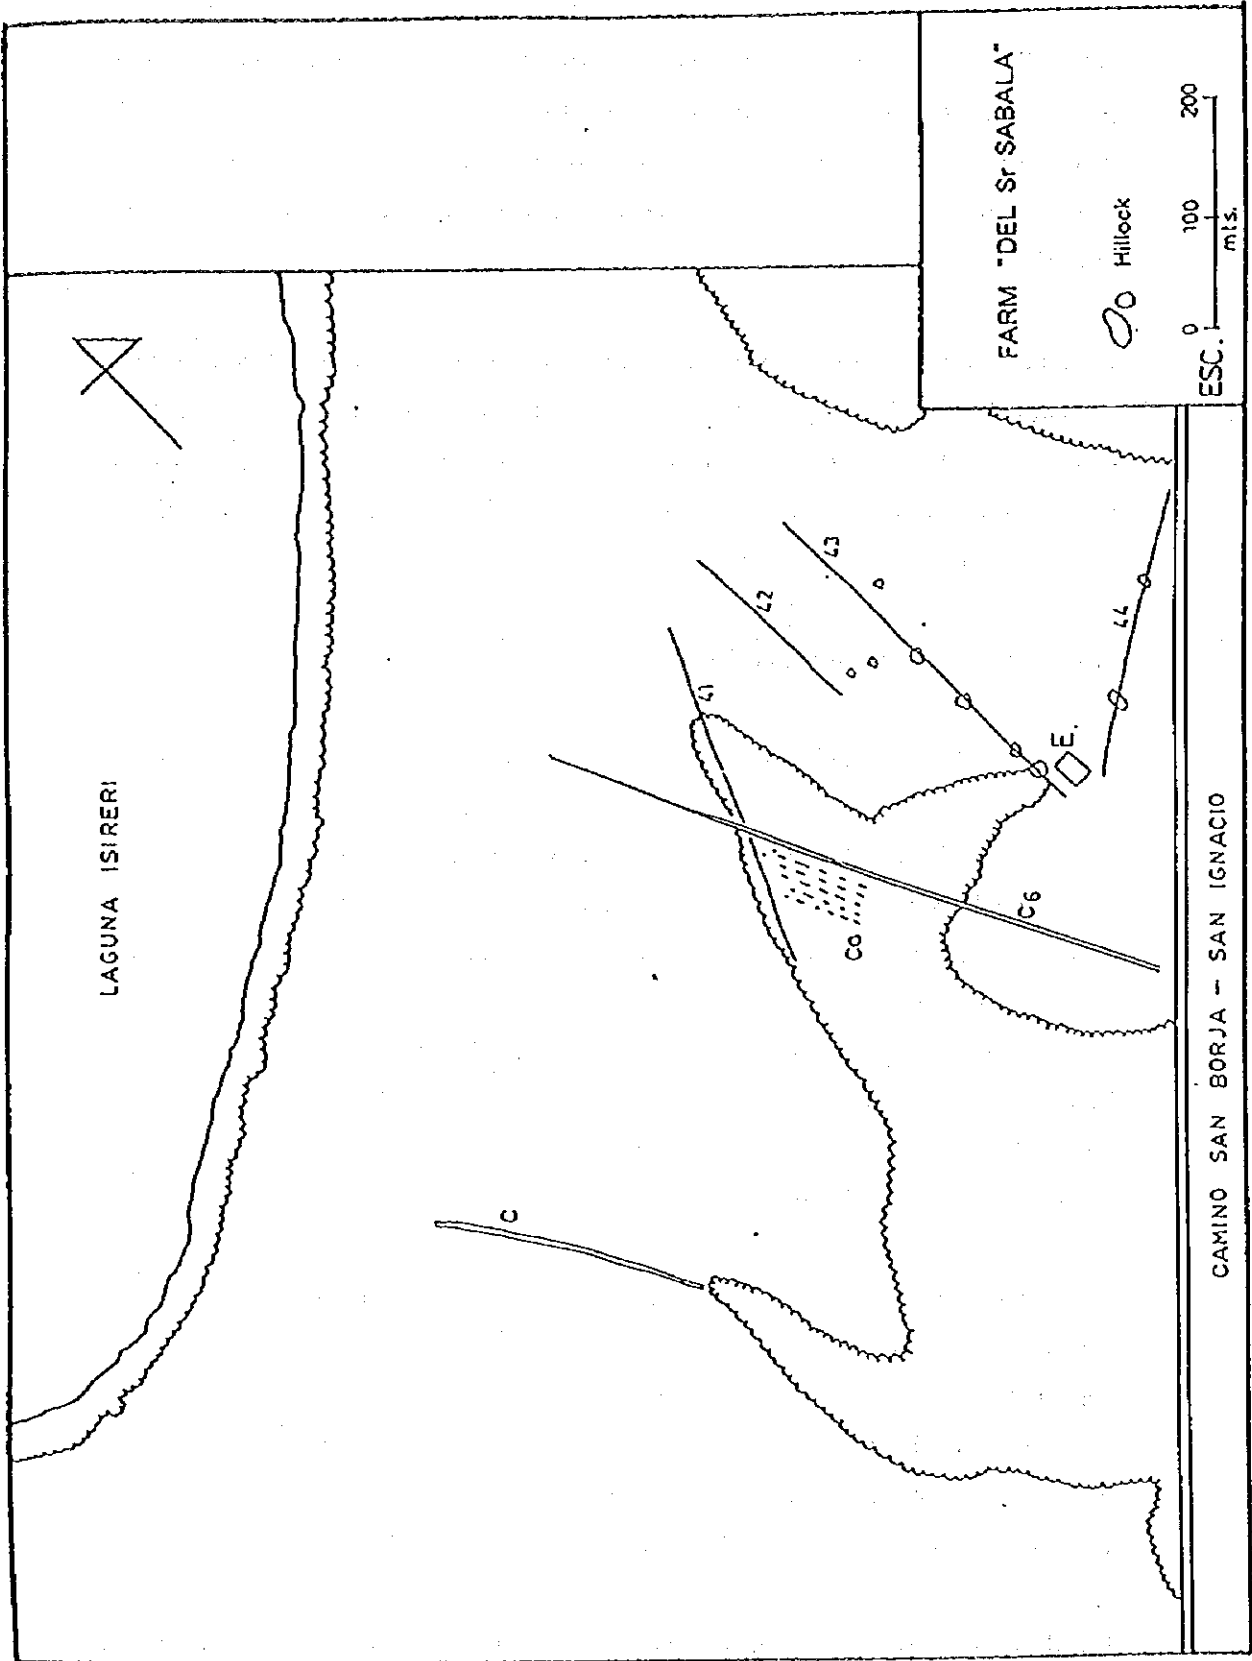 LAGUNA ISIRERI
C
41
42
43
44
Ca
C6
E.
CAMINO SAN BORJA - SAN IGNACIO
FARM "DEL Sr SABALA"
Hillock
ESC. 0 100 200
mts.